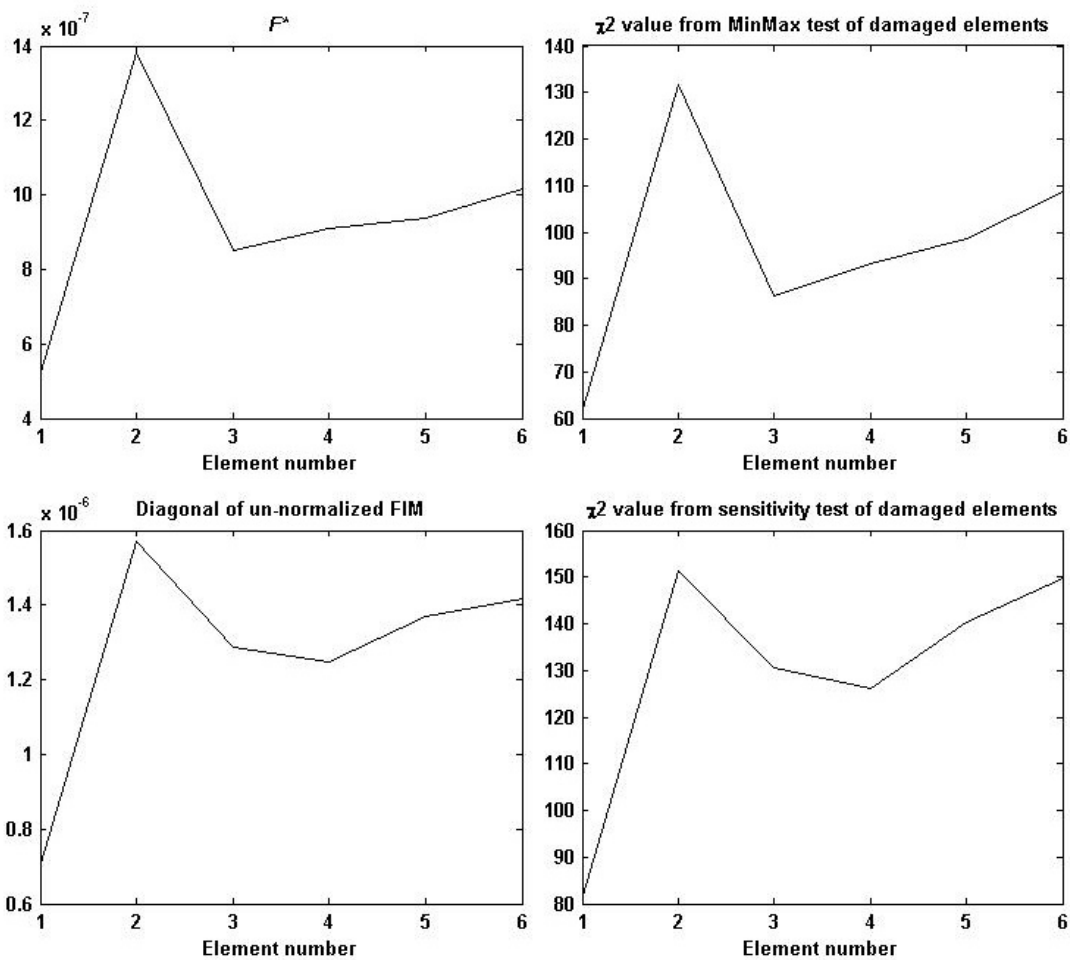 x 10-7
F*
14
12
10
8
6
4
1 2 3 4 5 6
Element number
χ2 value from MinMax test of damaged elements
140
130
120
110
100
90
80
70
60
1 2 3 4 5 6
Element number
x 10-6
Diagonal of un-normalized FIM
1.6
1.4
1.2
1
0.8
0.6
1 2 3 4 5 6
Element number
χ2 value from sensitivity test of damaged elements
160
150
140
130
120
110
100
90
80
1 2 3 4 5 6
Element number